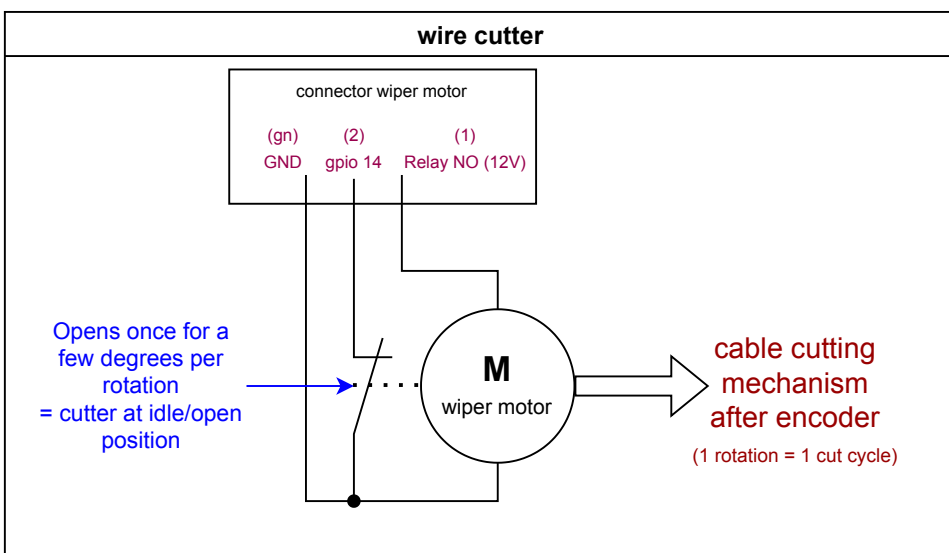 wire cutter
connector wiper motor
(gn) (2) (1)
GND gpio 14 Relay NO (12V)
Opens once for a
few degrees per
rotation
= cutter at idle/open
position
M
wiper motor
cable cutting
mechanism
after encoder
(1 rotation = 1 cut cycle)